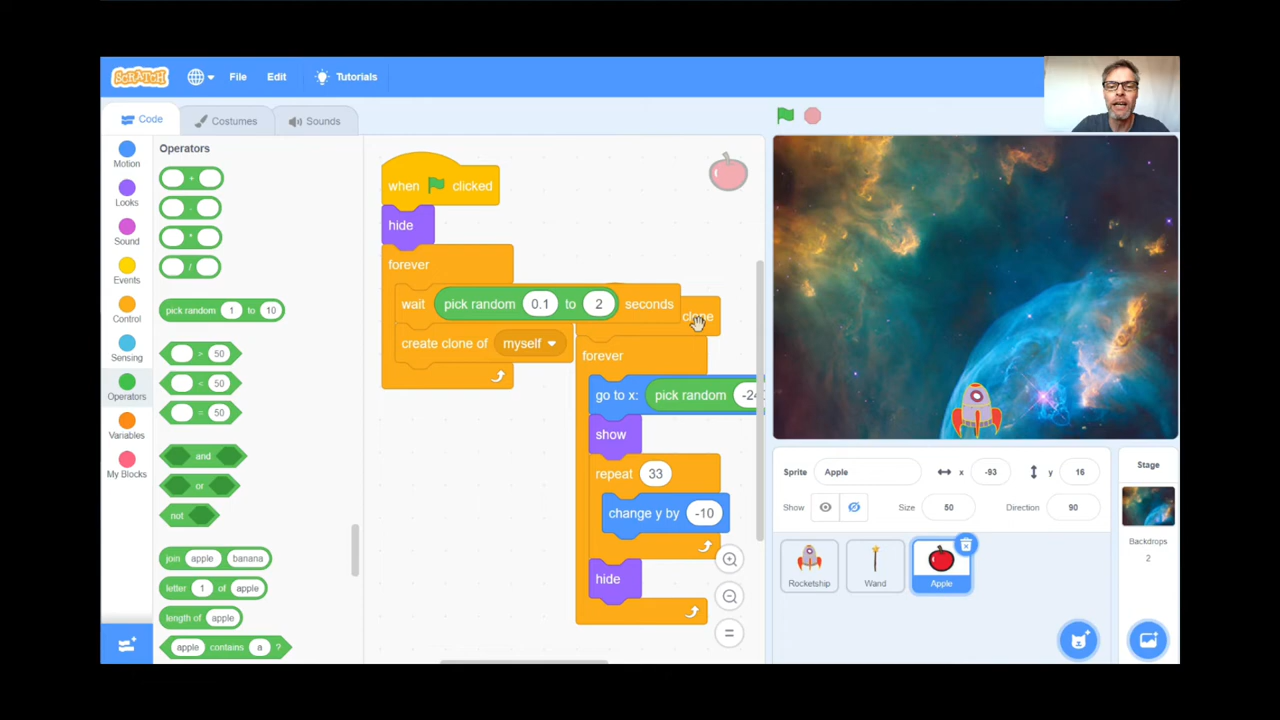 SCRATCH
File
Edit
Tutorials
Code
Costumes
Sounds
Motion
Looks
Sound
Events
Control
Sensing
Operators
Variables
My Blocks
Operators
+
-
*
/
pick random 1 to 10
> 50
< 50
= 50
and
or
not
join apple banana
letter 1 of apple
length of apple
apple contains a ?
when clicked
hide
forever
wait pick random 0.1 to 2 seconds
create clone of myself
clone
forever
go to x: pick random
show
repeat 33
change y by -10
hide
Sprite Apple x -93 y 16
Show Size 50 Direction 90
Rocketship
Wand
Apple
Stage
Backdrops
2